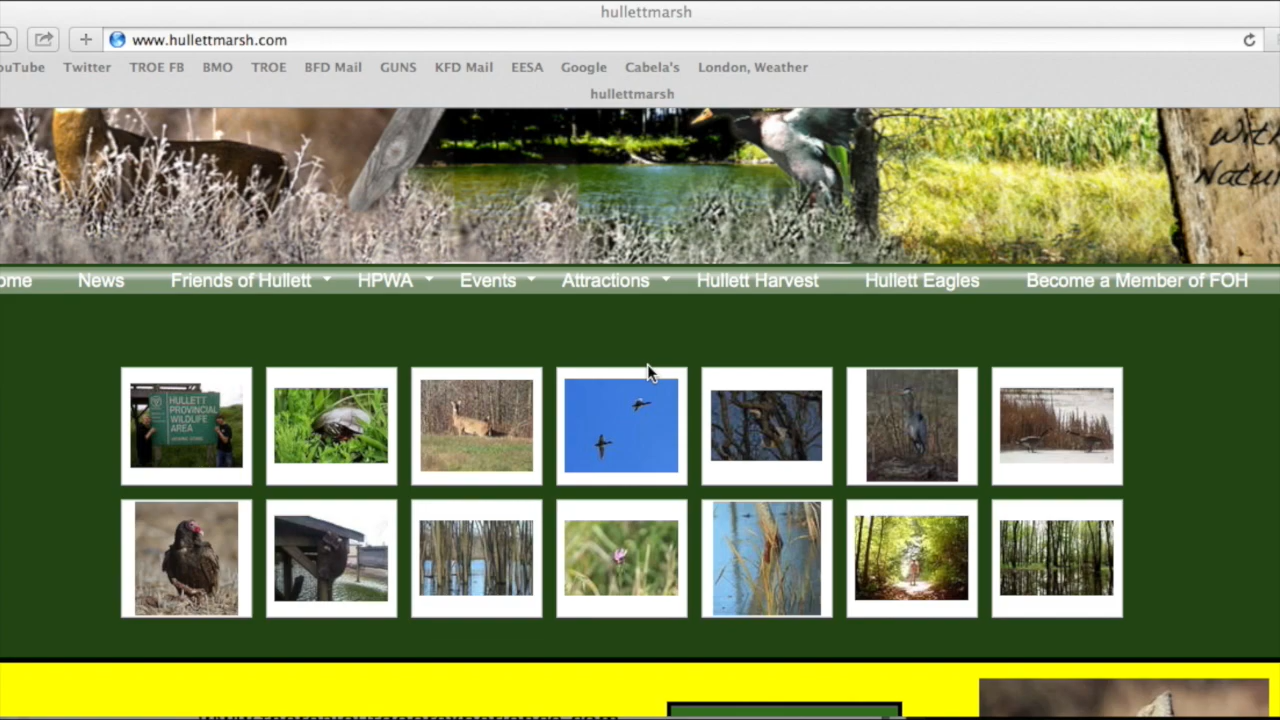 hullettmarsh
www.hullettmarsh.com
ouTube Twitter TROE FB BMO TROE BFD Mail GUNS KFD Mail EESA Google Cabela's London, Weather
hullettmarsh
With
Natur
ome News Friends of Hullett HPWA Events Attractions Hullett Harvest Hullett Eagles Become a Member of FOH
HULLETT
PROVINCIAL
WILDLIFE
AREA